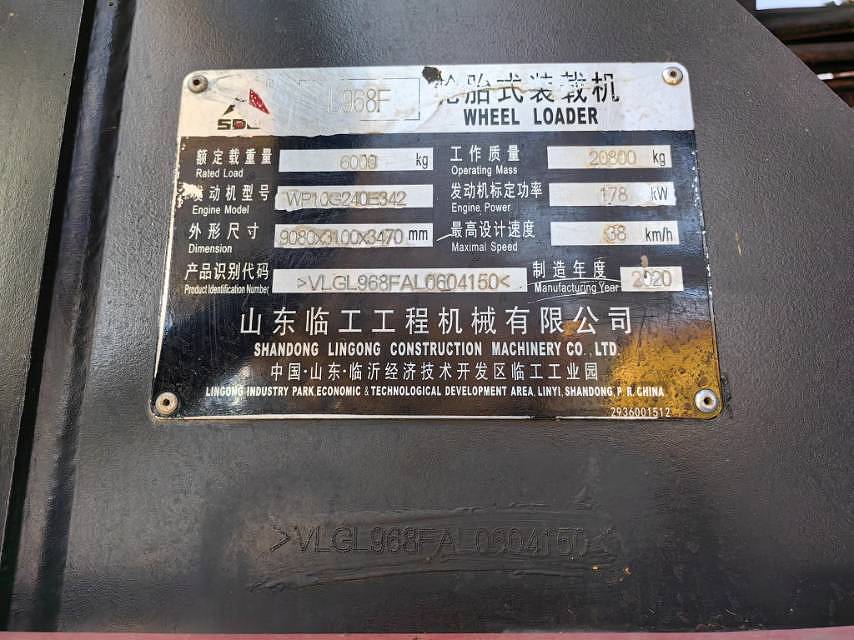 SDL
L968F
轮胎式装载机
WHEEL LOADER
额定载重量 6000 kg 工作质量 20800 kg
Rated Load Operating Mass
发动机型号 WP10G240E342 发动机标定功率 178 kW
Engine Model Engine Power
外形尺寸 9080x3100x3470 mm 最高设计速度 38 km/h
Dimension Maximal Speed
产品识别代码 >VLGL968FAL0604150< 制造年度 2020
Product Identification Number Manufacturing Year
山东临工工程机械有限公司
SHANDONG LINGONG CONSTRUCTION MACHINERY CO., LTD.
中国·山东·临沂经济技术开发区临工工业园
LINGONG INDUSTRY PARK,ECONOMIC & TECHNOLOGICAL DEVELOPMENT AREA, LINYI, SHANDONG, P. R. CHINA
2936001512
>VLGL968FAL0604150<